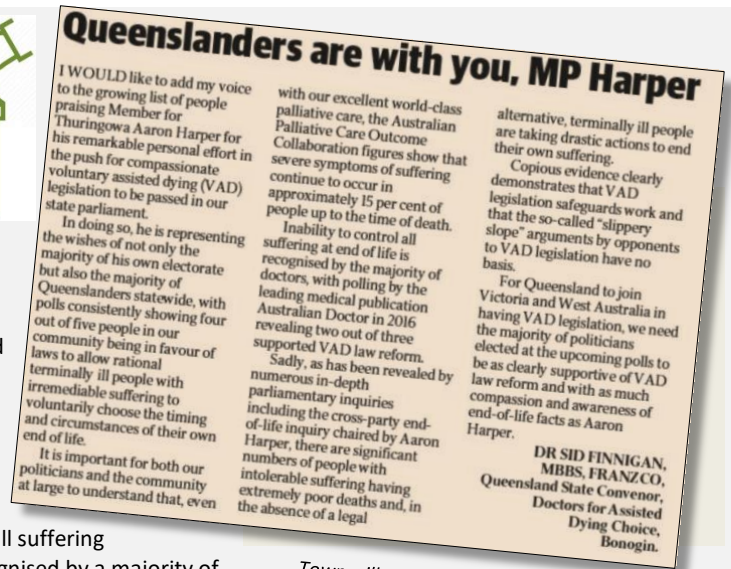 Queenslanders are with you, MP Harper
I WOULD like to add my voice
to the growing list of people
praising Member for
Thuringowa Aaron Harper for
his remarkable personal effort in
the push for compassionate
voluntary assisted dying (VAD)
legislation to be passed in our
state parliament.
In doing so, he is representing
the wishes of not only the
majority of his own electorate
but also the majority of
Queenslanders statewide, with
polls consistently showing four
out of five people in our
community being in favour of
laws to allow rational
terminally ill people with
irremediable suffering to
voluntarily choose the timing
and circumstances of their own
end of life.
It is important for both our
politicians and the community
at large to understand that, even
with our excellent world-class
palliative care, the Australian
Palliative Care Outcome
Collaboration figures show that
severe symptoms of suffering
continue to occur in
approximately 15 per cent of
people up to the time of death.
Inability to control all
suffering at end of life is
recognised by the majority of
doctors, with polling by the
leading medical publication
Australian Doctor in 2016
revealing two out of three
supported VAD law reform.
Sadly, as has been revealed by
numerous in-depth
parliamentary inquiries
including the cross-party end-
of-life inquiry chaired by Aaron
Harper, there are significant
numbers of people with
intolerable suffering having
extremely poor deaths and, in
the absence of a legal
alternative, terminally ill people
are taking drastic actions to end
their own suffering.
Copious evidence clearly
demonstrates that VAD
legislation safeguards work and
that the so-called "slippery
slope" arguments by opponents
to VAD legislation have no
basis.
For Queensland to join
Victoria and West Australia in
having VAD legislation, we need
the majority of politicians
elected at the upcoming polls to
be as clearly supportive of VAD
law reform and with as much
compassion and awareness of
end-of-life facts as Aaron
Harper.
DR SID FINNIGAN,
MBBS, FRANZCO,
Queensland State Convenor,
Doctors for Assisted
Dying Choice,
Bonogin.
ll suffering